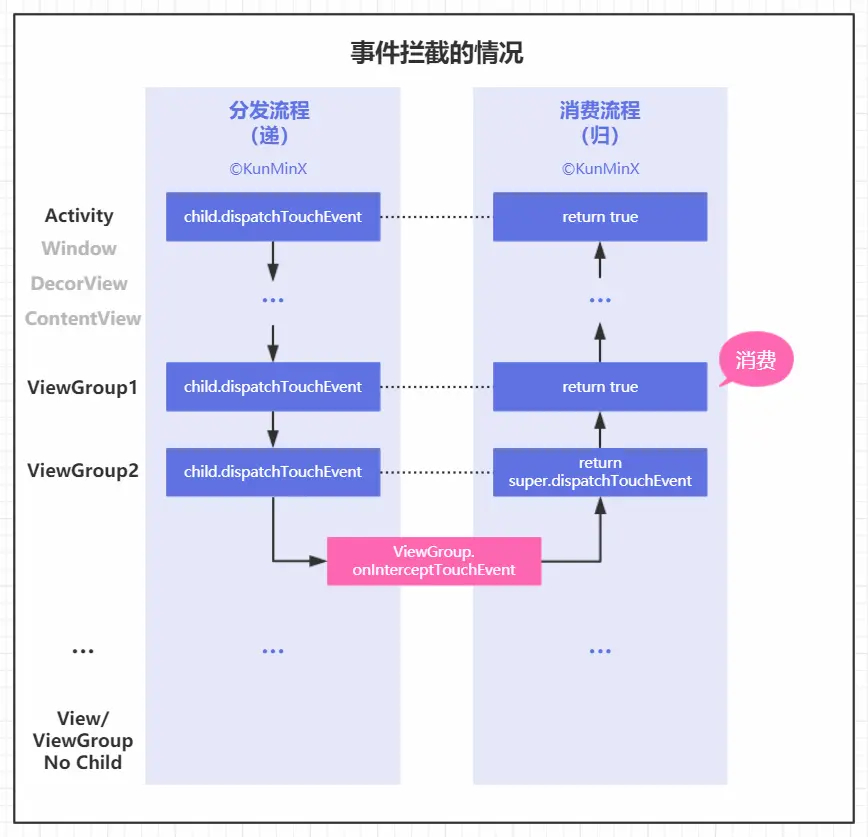 事件拦截的情况
分发流程
（递）
©KunMinX
消费流程
（归）
©KunMinX
Activity
child.dispatchTouchEvent
return true
Window
DecorView
...
...
ContentView
消费
ViewGroup1
child.dispatchTouchEvent
return true
ViewGroup2
child.dispatchTouchEvent
return
super.dispatchTouchEvent
ViewGroup.
onInterceptTouchEvent
...
...
...
View/
ViewGroup
No Child